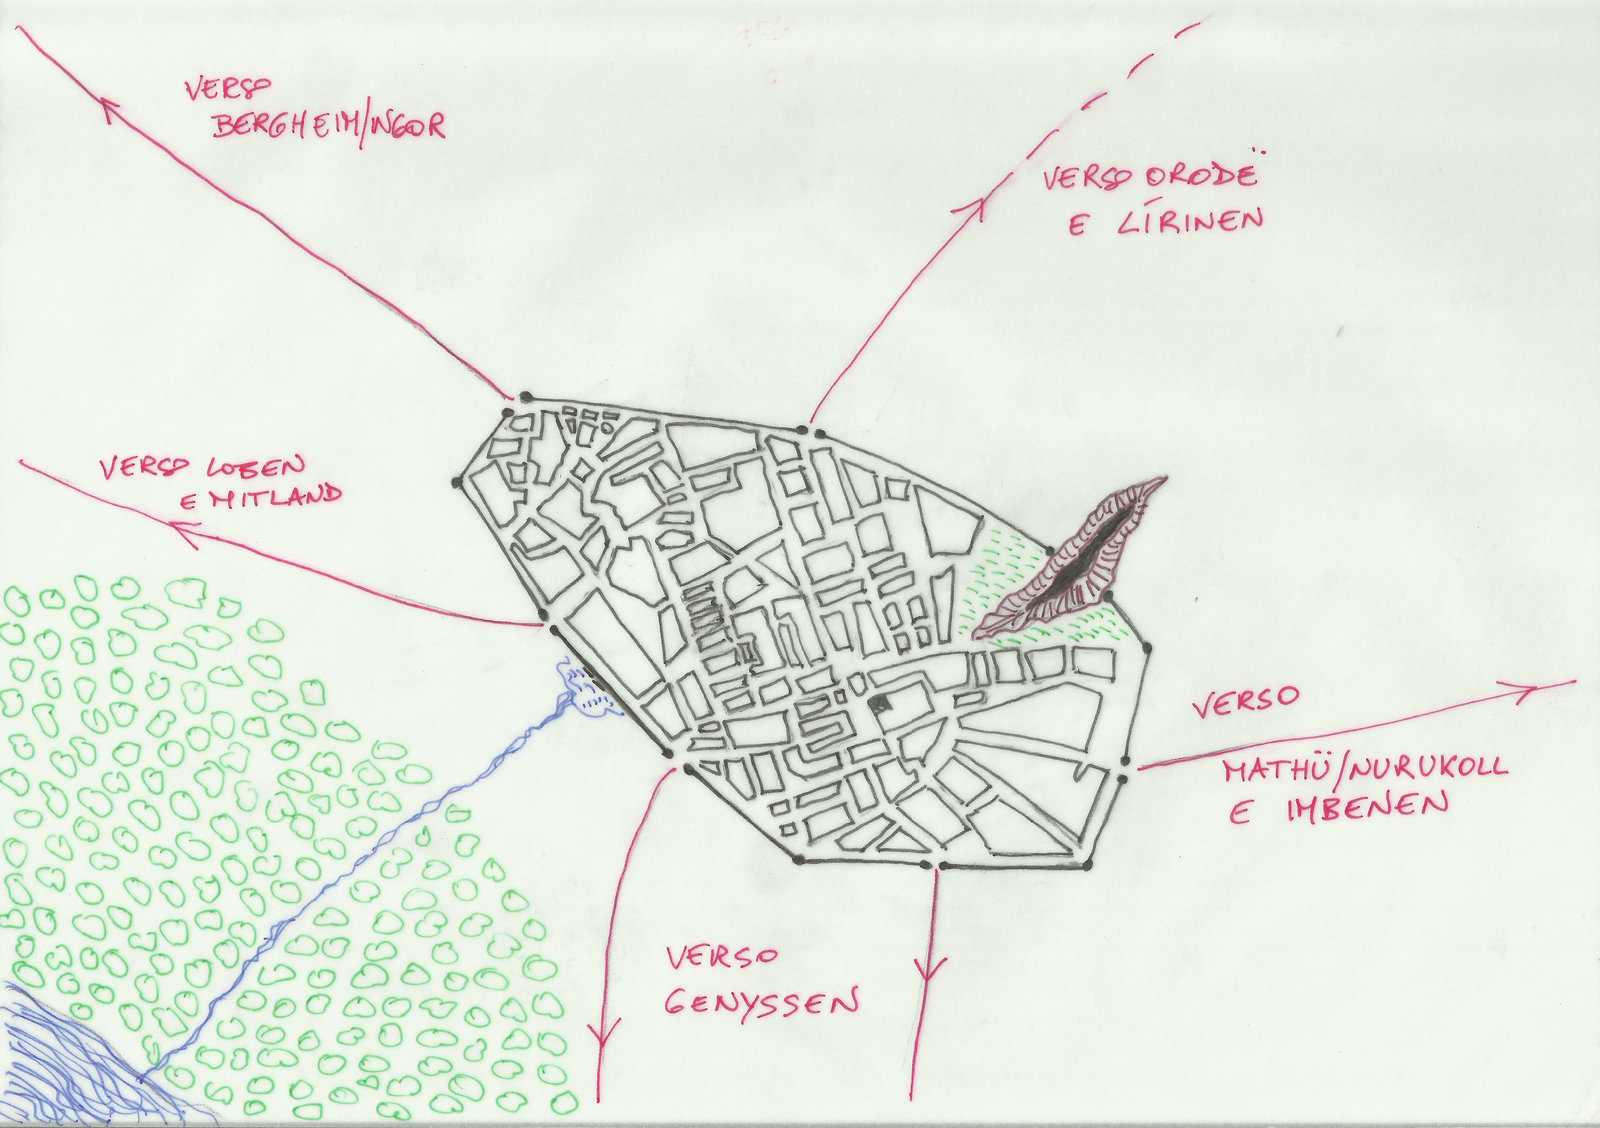 VERSO
BERGHEIM/INGOR
VERSO ORODË
E LÍRINEN
VERSO LOBEN
E MITLAND
VERSO
MATHÜ/NURUKOLL
E IMBENEN
VERSO
GENYSSEN